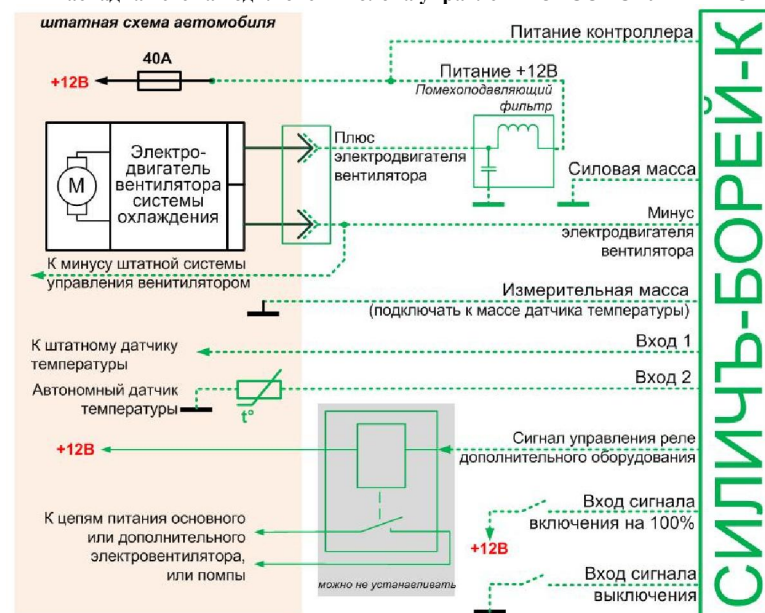 штатная схема автомобиля
Питание контроллера
40А
+12В
Питание +12В
Помехоподавляющий
фильтр
Электро-
двигатель
вентилятора
системы
охлаждения
М
Плюс
электродвигателя
вентилятора
Силовая масса
Минус
электродвигателя
вентилятора
К минусу штатной системы
управления венитилятором
Измерительная масса
(подключать к массе датчика температуры)
Вход 1
К штатному датчику
температуры
Вход 2
Автономный датчик
температуры
t°
+12В
Сигнал управления реле
дополнительного оборудования
Вход сигнала
включения на 100%
+12В
К цепям питания основного
или дополнительного
электровентилятора,
или помпы
можно не устанавливать
Вход сигнала
выключения
СИЛИЧЪ-БОРЕЙ-К